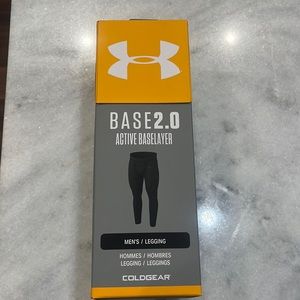 BASE2.0
ACTIVE BASELAYER
MEN'S / LEGGING
HOMMES / HOMBRES
LEGGING / LEGGINGS
COLDGEAR